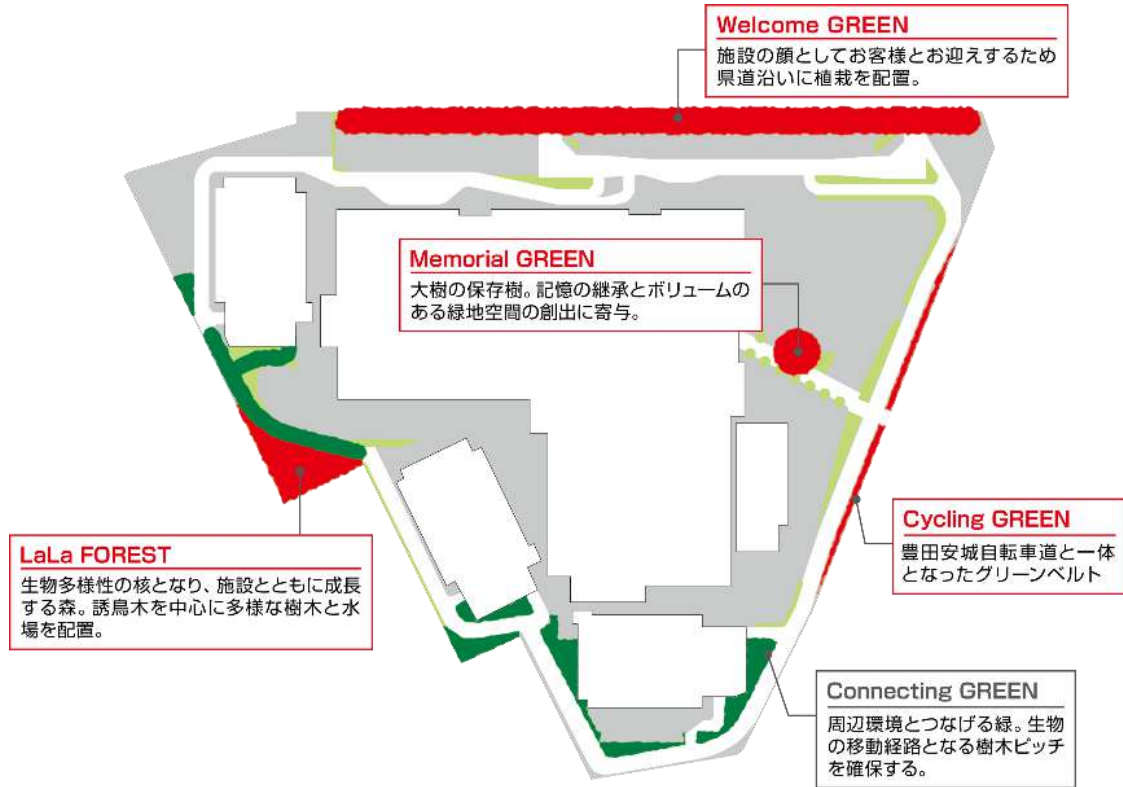 Welcome GREEN
施設の顔としてお客様とお迎えするため
県道沿いに植栽を配置。
Memorial GREEN
大樹の保存樹。記憶の継承とボリュームの
ある緑地空間の創出に寄与。
Cycling GREEN
豊田安城自転車道と一体
となったグリーンベルト
LaLa FOREST
生物多様性の核となり、施設とともに成長
する森。誘鳥木を中心に多様な樹木と水
場を配置。
Connecting GREEN
周辺環境とつなげる緑。生物
の移動経路となる樹木ピッチ
を確保する。